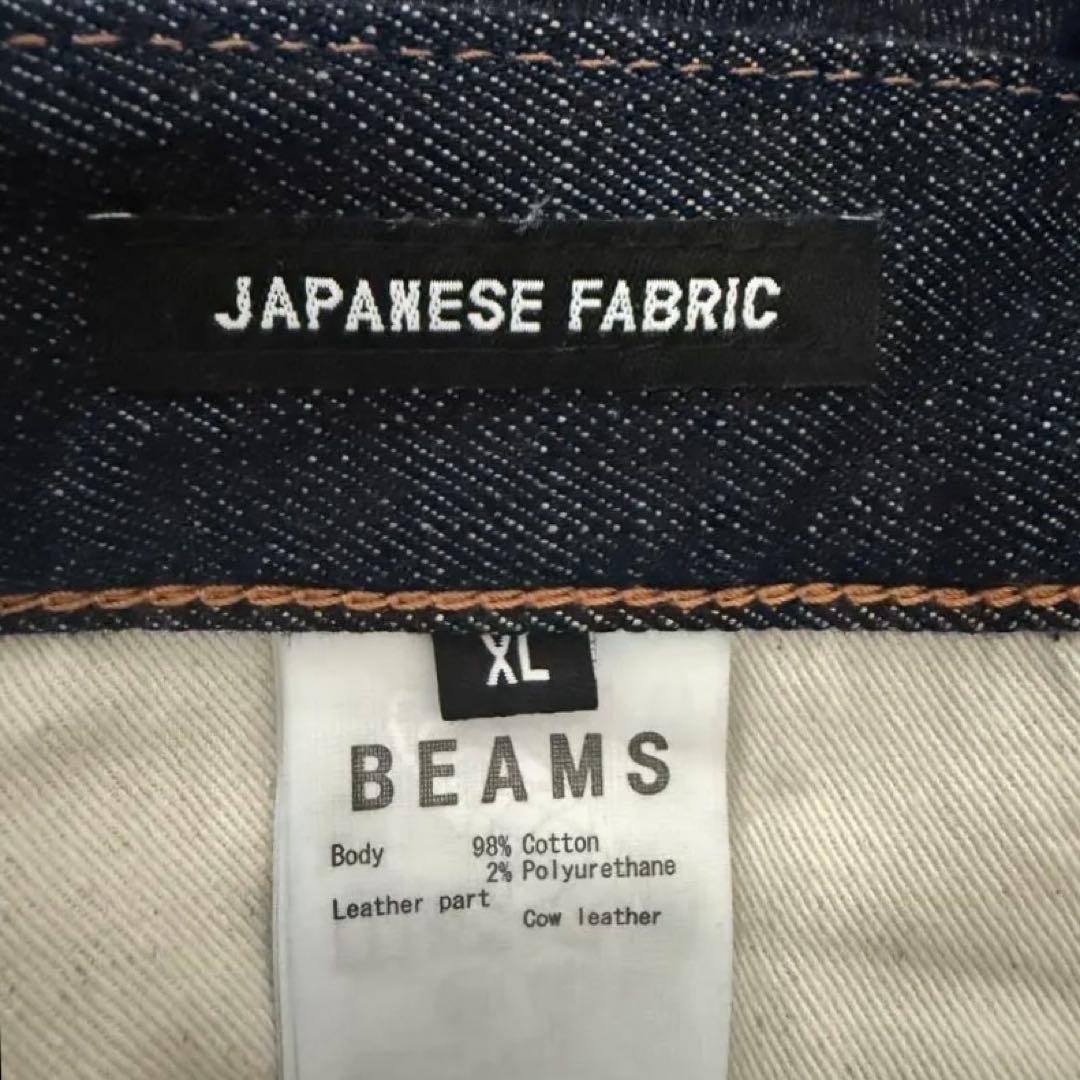 JAPANESE FABRIC
XL
BEAMS
Body 98% Cotton
2% Polyurethane
Leather part
Cow leather